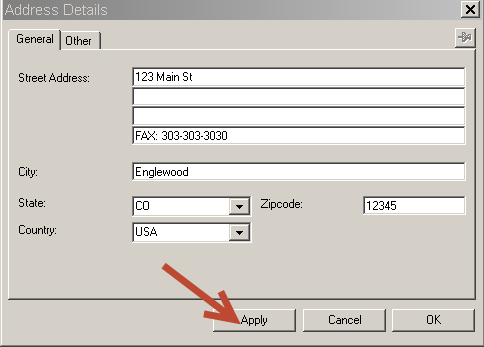 Address Details
General Other
Street Address: 123 Main St
FAX: 303-303-3030
City: Englewood
State: CO Zipcode: 12345
Country: USA
Apply Cancel OK